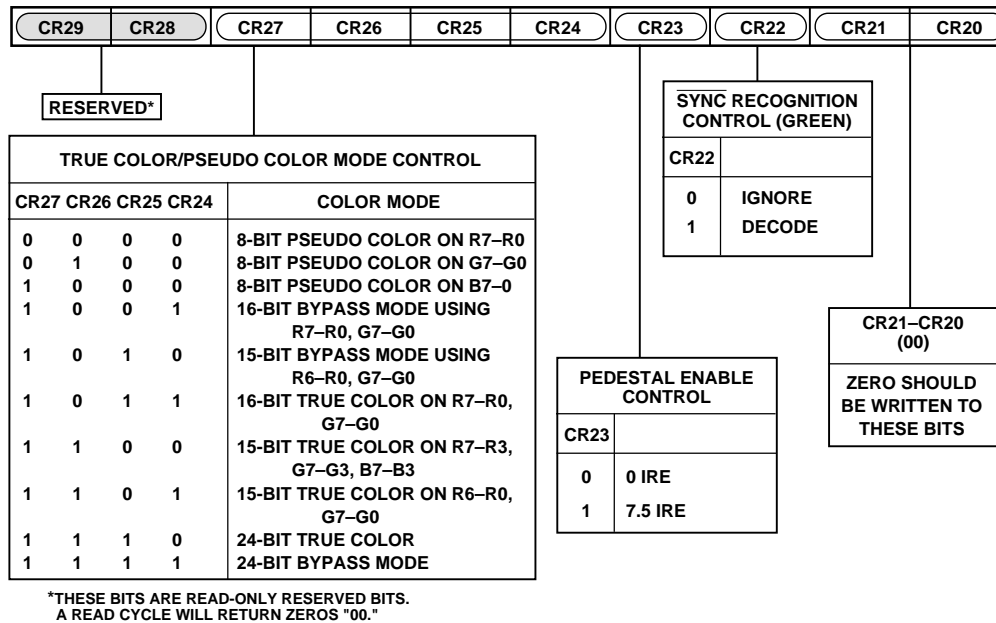 CR29 CR28 CR27 CR26 CR25 CR24 CR23 CR22 CR21 CR20
RESERVED*
TRUE COLOR/PSEUDO COLOR MODE CONTROL
CR27 CR26 CR25 CR24 COLOR MODE
0 0 0 0 8-BIT PSEUDO COLOR ON R7–R0
0 1 0 0 8-BIT PSEUDO COLOR ON G7–G0
1 0 0 0 8-BIT PSEUDO COLOR ON B7–0
1 0 0 1 16-BIT BYPASS MODE USING
R7–R0, G7–G0
1 0 1 0 15-BIT BYPASS MODE USING
R6–R0, G7–G0
1 0 1 1 16-BIT TRUE COLOR ON R7–R0,
G7–G0
1 1 0 0 15-BIT TRUE COLOR ON R7–R3,
G7–G3, B7–B3
1 1 0 1 15-BIT TRUE COLOR ON R6–R0,
G7–G0
1 1 1 0 24-BIT TRUE COLOR
1 1 1 1 24-BIT BYPASS MODE
*THESE BITS ARE READ-ONLY RESERVED BITS.
A READ CYCLE WILL RETURN ZEROS "00."
PEDESTAL ENABLE
CONTROL
CR23
0 0 IRE
1 7.5 IRE
SYNC RECOGNITION
CONTROL (GREEN)
CR22
0 IGNORE
1 DECODE
CR21–CR20
(00)
ZERO SHOULD
BE WRITTEN TO
THESE BITS